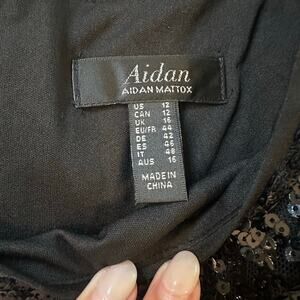 Aidan
AIDAN MATTOX
US 12
CAN 12
UK 16
EU/FR 44
DE 42
ES 46
IT 48
AUS 16
MADE IN
CHINA